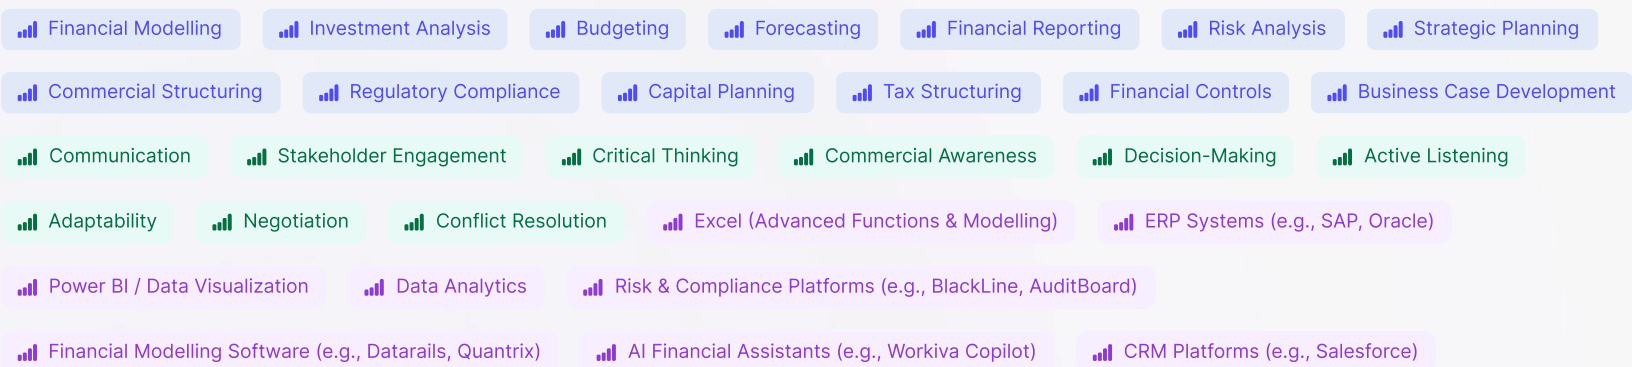 Financial Modelling Investment Analysis Budgeting Forecasting Financial Reporting Risk Analysis Strategic Planning
Commercial Structuring Regulatory Compliance Capital Planning Tax Structuring Financial Controls Business Case Development
Communication Stakeholder Engagement Critical Thinking Commercial Awareness Decision-Making Active Listening
Adaptability Negotiation Conflict Resolution Excel (Advanced Functions & Modelling) ERP Systems (e.g., SAP, Oracle)
Power BI / Data Visualization Data Analytics Risk & Compliance Platforms (e.g., BlackLine, AuditBoard)
Financial Modelling Software (e.g., Datarails, Quantrix) AI Financial Assistants (e.g., Workiva Copilot) CRM Platforms (e.g., Salesforce)